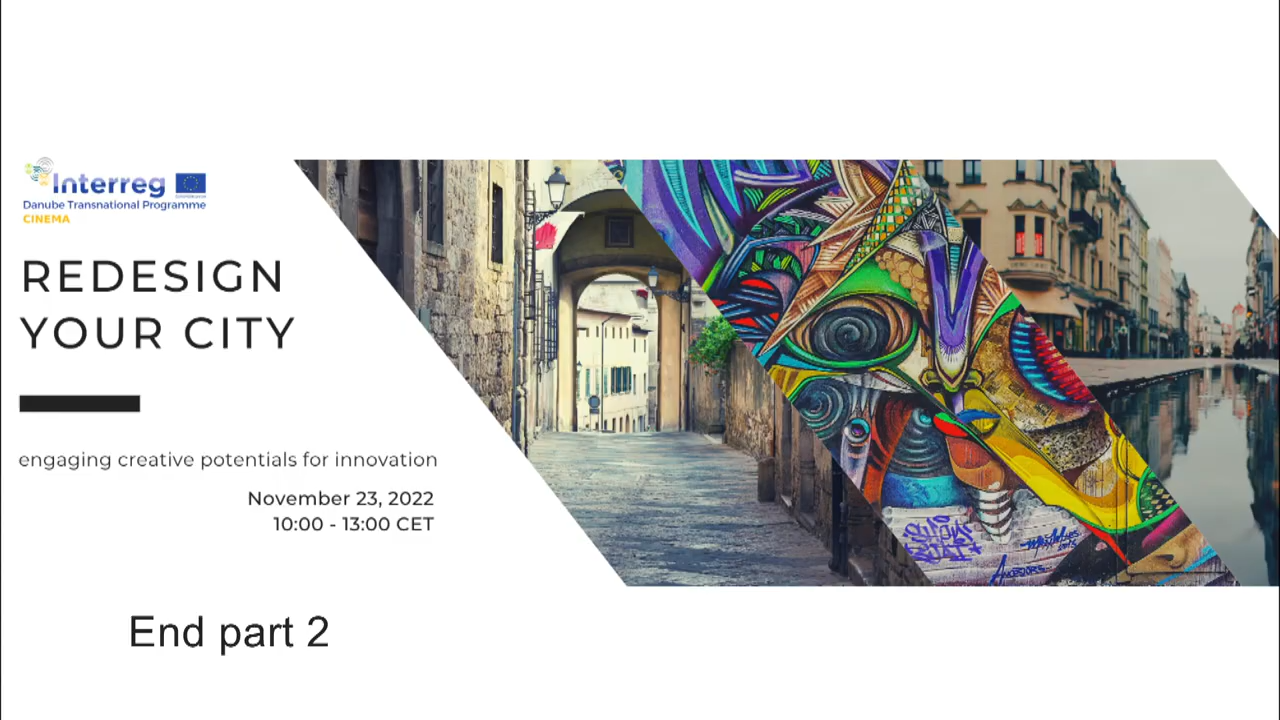 Interreg
Danube Transnational Programme
CINEMA
REDESIGN
YOUR CITY
engaging creative potentials for innovation
November 23, 2022
10:00 - 13:00 CET
End part 2